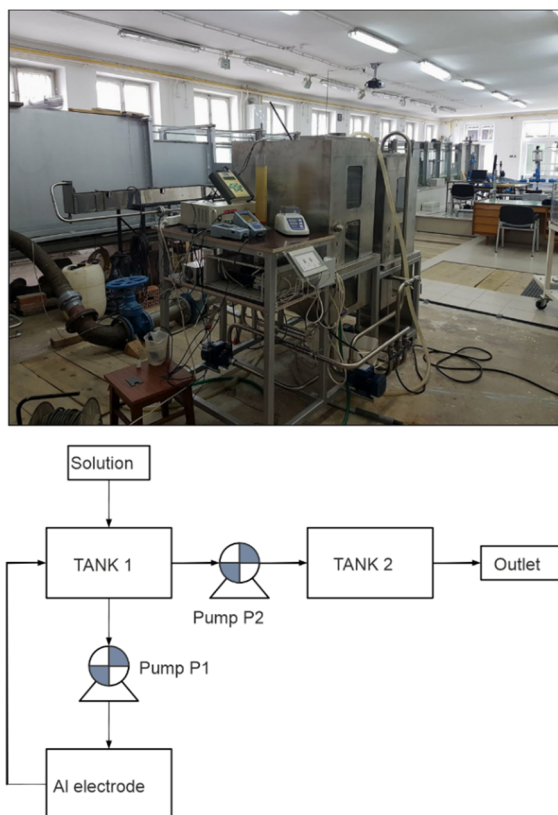 Solution
TANK 1
TANK 2
Outlet
Pump P2
Pump P1
Al electrode